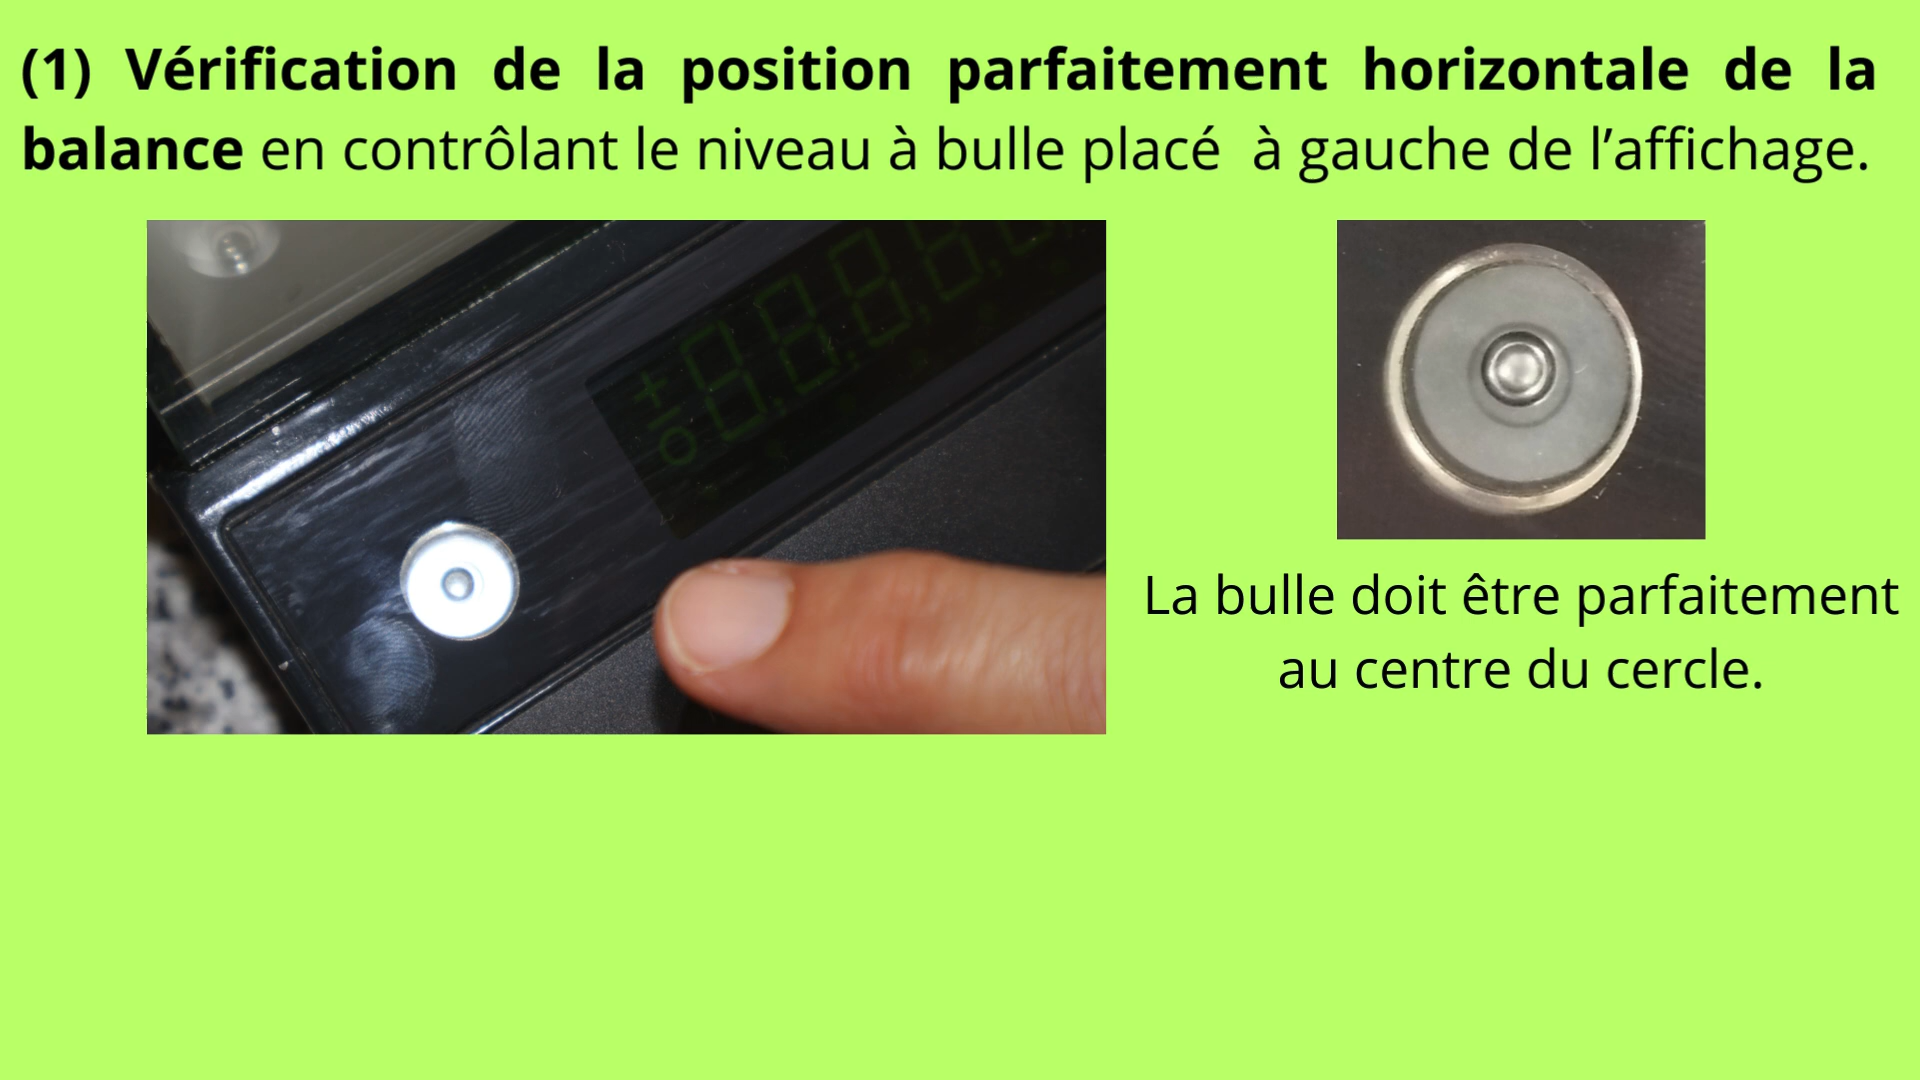 (1) Vérification de la position parfaitement horizontale de la
balance en contrôlant le niveau à bulle placé à gauche de l’affichage.
La bulle doit être parfaitement
au centre du cercle.